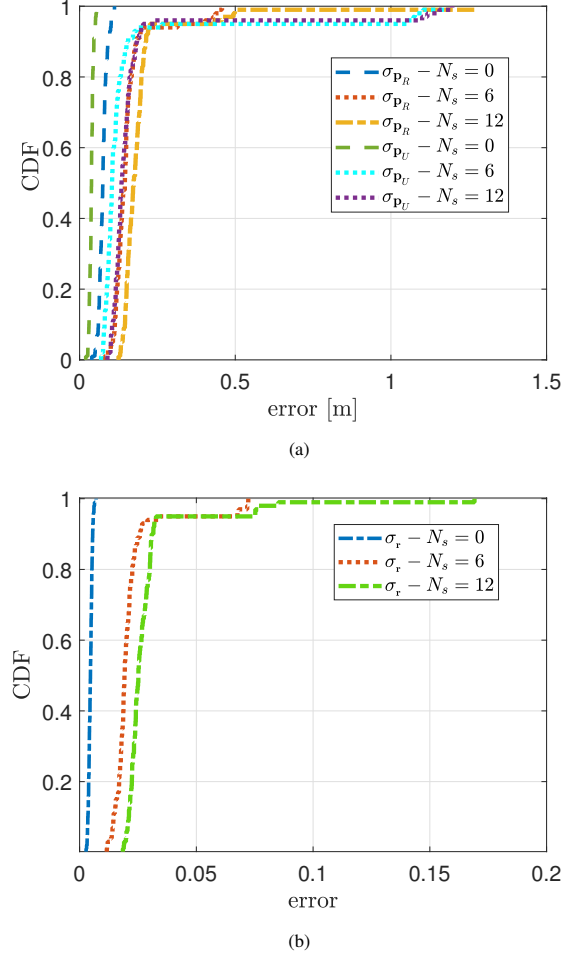 1
0.8
0.6
0.4
0.2
0
CDF
σ_{p_R} − N_s = 0
σ_{p_R} − N_s = 6
σ_{p_R} − N_s = 12
σ_{p_U} − N_s = 0
σ_{p_U} − N_s = 6
σ_{p_U} − N_s = 12
0 0.5 1 1.5
error [m]
(a)
1
0.8
0.6
0.4
0.2
CDF
σ_r − N_s = 0
σ_r − N_s = 6
σ_r − N_s = 12
0 0.05 0.1 0.15 0.2
error
(b)